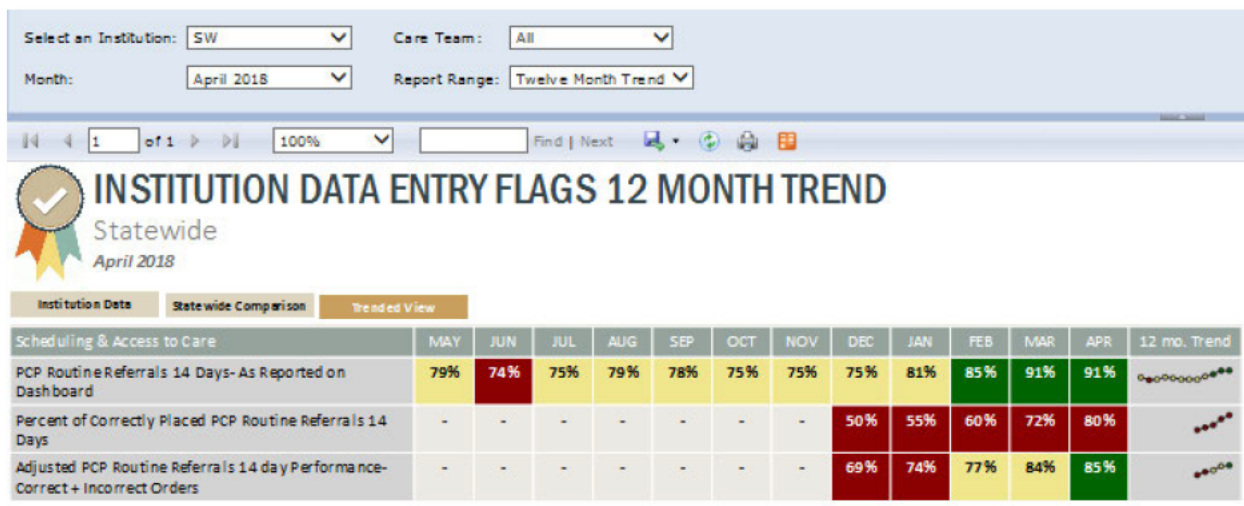 Select an Institution: SW Care Team: All
Month: April 2018 Report Range: Twelve Month Trend
1 of 1 100% Find | Next
INSTITUTION DATA ENTRY FLAGS 12 MONTH TREND
Statewide
April 2018
Institution Data Statewide Comparison Trended View
Scheduling & Access to Care MAY JUN JUL AUG SEP OCT NOV DEC JAN FEB MAR APR 12 mo. Trend
PCP Routine Referrals 14 Days- As Reported on 79% 74% 75% 79% 78% 75% 75% 75% 81% 85% 91% 91%
Dashboard
Percent of Correctly Placed PCP Routine Referrals 14 - - - - - - - 50% 55% 60% 72% 80%
Days
Adjusted PCP Routine Referrals 14 day Performance- - - - - - - - 69% 74% 77% 84% 85%
Correct + Incorrect Orders